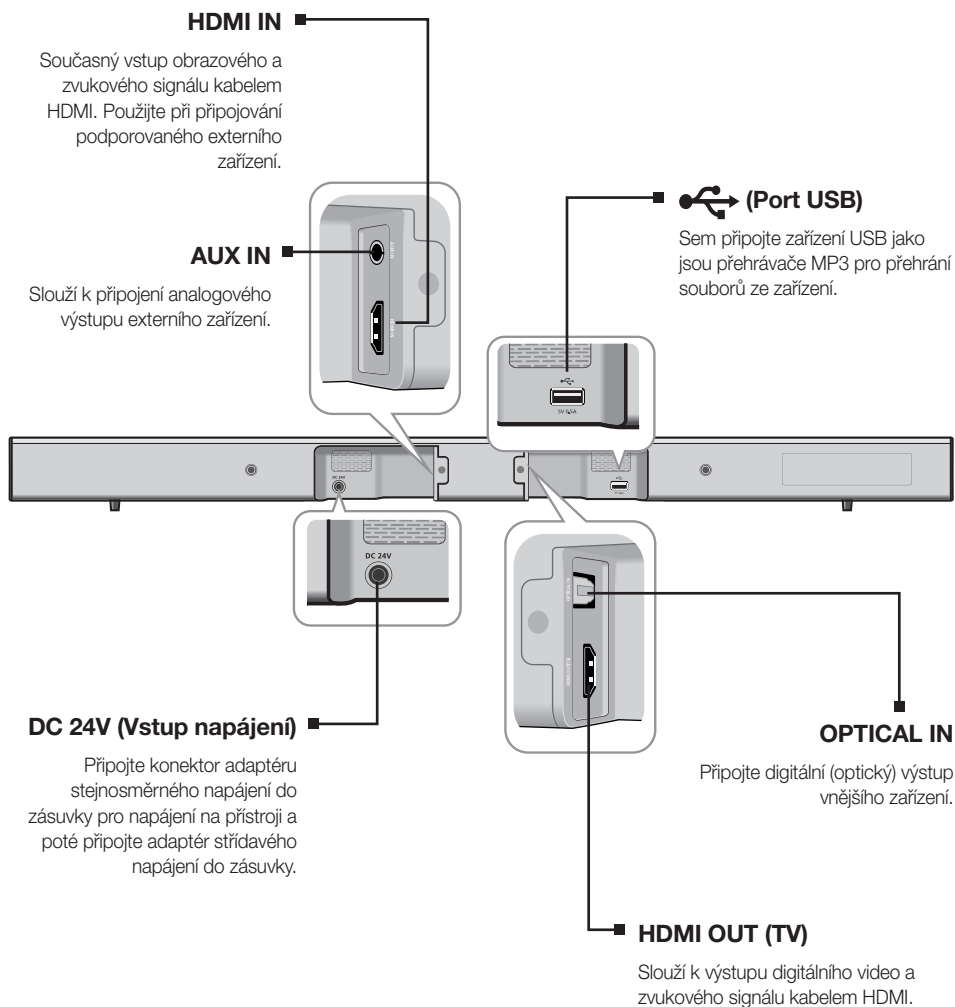 HDMI IN
Současný vstup obrazového a
zvukového signálu kabelem
HDMI. Použijte při připojování
podporovaného externího
zařízení.
AUX IN
Slouží k připojení analogového
výstupu externího zařízení.
(Port USB)
Sem připojte zařízení USB jako
jsou přehrávače MP3 pro přehrání
souborů ze zařízení.
5V 0.5A
DC 24V
DC 24V
DC 24V (Vstup napájení)
Připojte konektor adaptéru
stejnosměrného napájení do
zásuvky pro napájení na přístroji a
poté připojte adaptér střídavého
napájení do zásuvky.
OPTICAL IN
Připojte digitální (optický) výstup
vnějšího zařízení.
HDMI OUT (TV)
Slouží k výstupu digitálního video a
zvukového signálu kabelem HDMI.